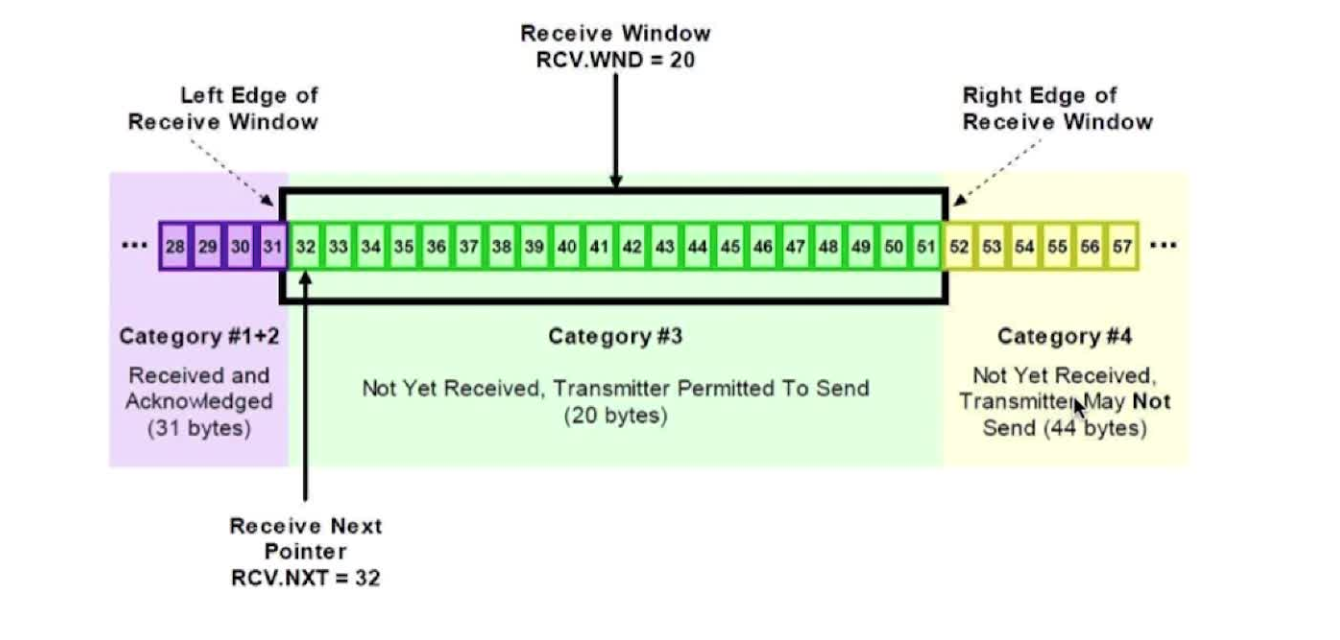 Receive Window
RCV.WND = 20
Left Edge of
Receive Window
Right Edge of
Receive Window
... 28 29 30 31 32 33 34 35 36 37 38 39 40 41 42 43 44 45 46 47 48 49 50 51 52 53 54 55 56 57 ...
Category #1+2
Received and
Acknowledged
(31 bytes)
Category #3
Not Yet Received, Transmitter Permitted To Send
(20 bytes)
Category #4
Not Yet Received,
Transmitter May Not
Send (44 bytes)
Receive Next
Pointer
RCV.NXT = 32